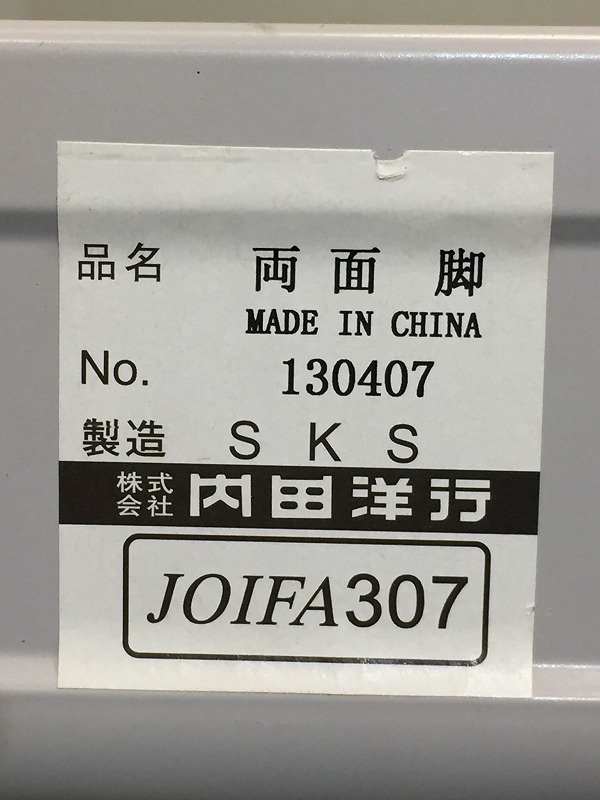 品名 両面 脚
MADE IN CHINA
No. 130407
製造 SKS
株式会社 内田洋行
JOIFA307